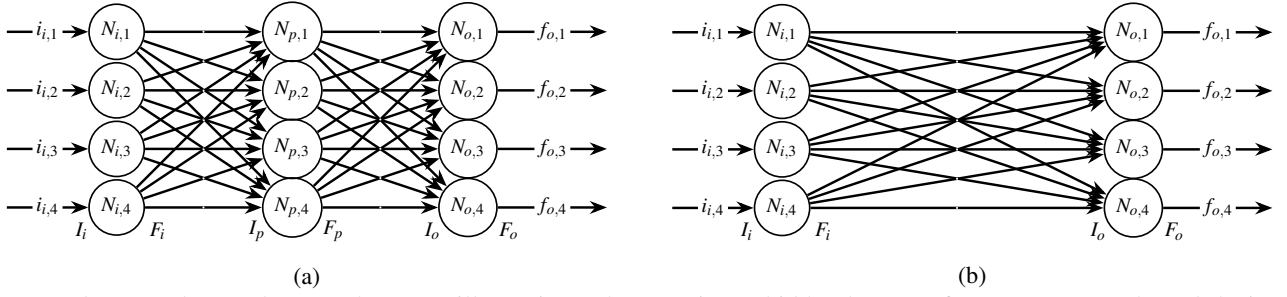 i_{i,1} N_{i,1} N_{p,1} N_{o,1} f_{o,1}
i_{i,2} N_{i,2} N_{p,2} N_{o,2} f_{o,2}
i_{i,3} N_{i,3} N_{p,3} N_{o,3} f_{o,3}
i_{i,4} N_{i,4} N_{p,4} N_{o,4} f_{o,4}
I_i F_i I_p F_p I_o F_o
(a)
i_{i,1} N_{i,1} N_{o,1} f_{o,1}
i_{i,2} N_{i,2} N_{o,2} f_{o,2}
i_{i,3} N_{i,3} N_{o,3} f_{o,3}
i_{i,4} N_{i,4} N_{o,4} f_{o,4}
I_i F_i I_o F_o
(b)